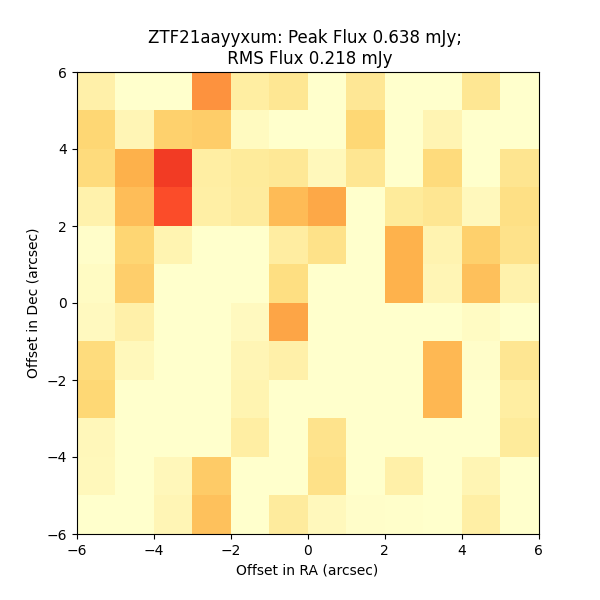 ZTF21aayyxum: Peak Flux 0.638 mJy;
RMS Flux 0.218 mJy
6
4
2
0
−2
−4
−6
Offset in Dec (arcsec)
−6 −4 −2 0 2 4 6
Offset in RA (arcsec)